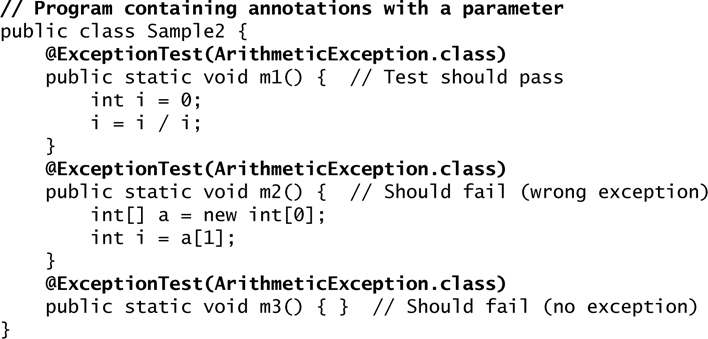 // Program containing annotations with a parameter
public class Sample2 {
    @ExceptionTest(ArithmeticException.class)
    public static void m1() {  // Test should pass
        int i = 0;
        i = i / i;
    }
    @ExceptionTest(ArithmeticException.class)
    public static void m2() {  // Should fail (wrong exception)
        int[] a = new int[0];
        int i = a[1];
    }
    @ExceptionTest(ArithmeticException.class)
    public static void m3() { }  // Should fail (no exception)
}